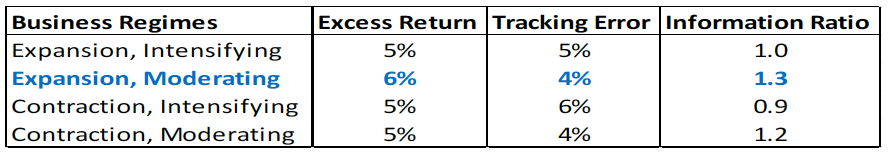 Business Regimes Excess Return Tracking Error Information Ratio
Expansion, Intensifying 5% 5% 1.0
Expansion, Moderating 6% 4% 1.3
Contraction, Intensifying 5% 6% 0.9
Contraction, Moderating 5% 4% 1.2